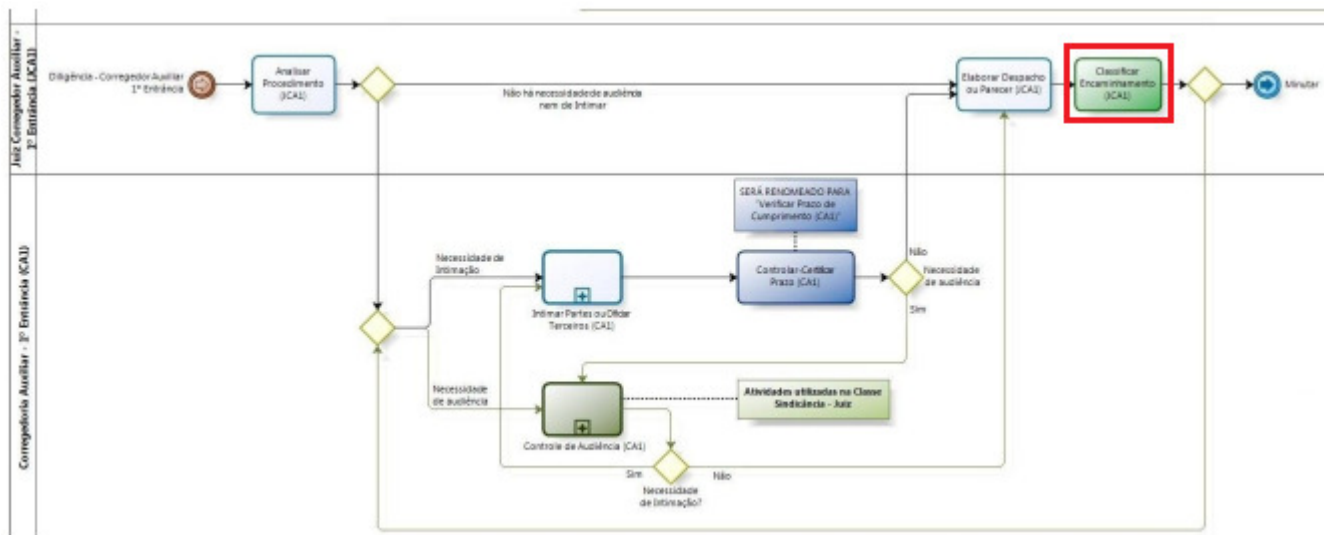 Juiz Corregedor Auxiliar -
1º Entrância (JCA1)
Diligência - Corregedor Auxiliar
1º Entrância
Analisar
Procedimento
(JCA1)
Não há necessidade de audiência
nem de Intimar
Elaborar Despacho
ou Parecer (JCA1)
Classificar
Encaminhamento
(JCA1)
Minutar
Corregedoria Auxiliar - 1º Entrância (CA1)
SERÁ RENOMEADO PARA
"Verificar Prazo de
Cumprimento (CA1)"
Necessidade de
Intimação
Intimar Partes ou Oficiar
Terceiros (CA1)
Controlar-Certificar
Prazo (CA1)
Não
Necessidade
de audiência
Sim
Necessidade
de audiência
Controle de Audiência (CA1)
Atividades utilizadas na Classe
Sindicância - Juiz
Sim
Não
Necessidade
de Intimação?